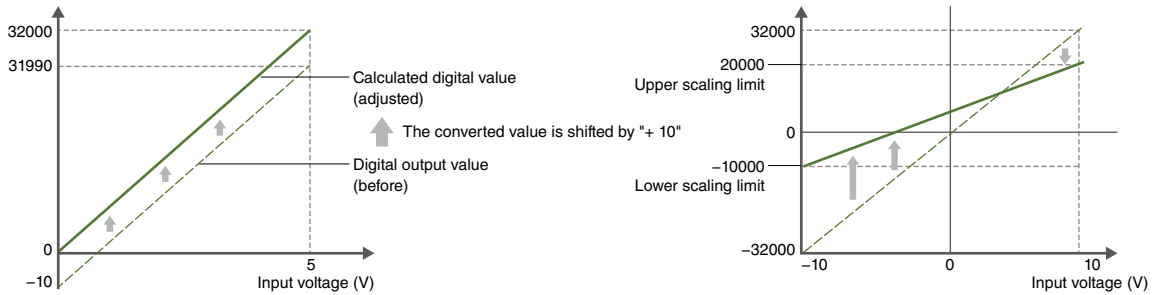 32000
31990
0
−10
5
Input voltage (V)
Calculated digital value
(adjusted)
The converted value is shifted by "+ 10"
Digital output value
(before)
32000
20000
Upper scaling limit
0
−10000
Lower scaling limit
−32000
−10
0
10
Input voltage (V)